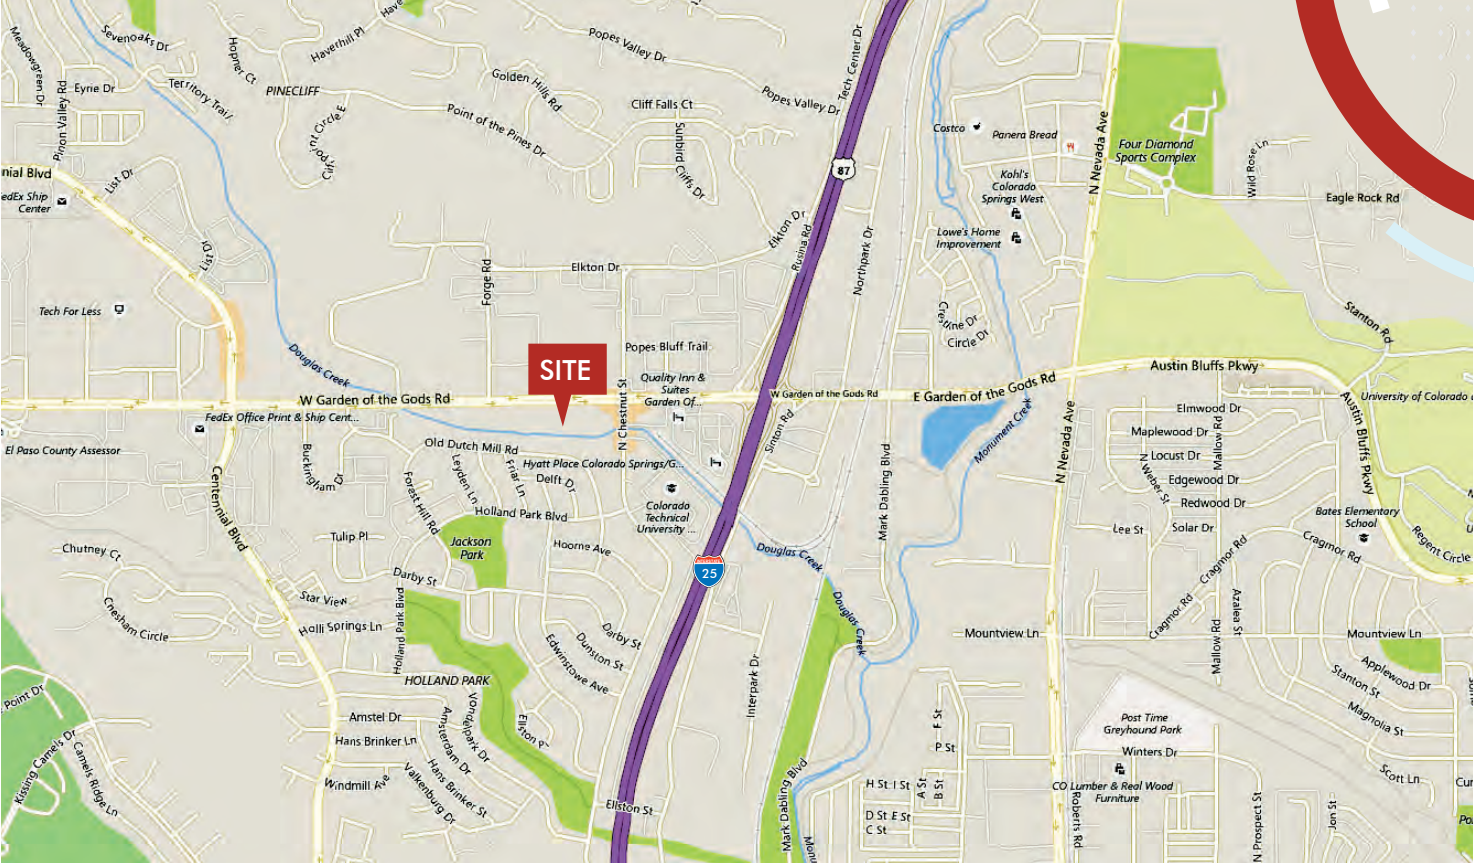 Sevenoaks Dr
Meadowgreen Dr
Eyrie Dr
Pinon Valley Rd
Territory Trail
Hopner Ct
Haverhill Pl
Have
PINECLIFF
Popes Valley Dr
Golden Hills Rd
Point of the Pines Dr
Cliff Falls Ct
Sunbird Cliffs Dr
Popes Valley Dr
Tech Center Dr
87
Costco
Panera Bread
Kohl's
Colorado
Springs West
Lowe's Home
Improvement
N Nevada Ave
Four Diamond
Sports Complex
Wild Rose Ln
Eagle Rock Rd
Stanton Rd
nial Blvd
List Dr
edEx Ship
Center
List Dr
Tech For Less
Forge Rd
Elkton Dr
Elkton Dr
Rusina Rd
Northpark Dr
Crestline Dr
Circle Dr
Douglas Creek
SITE
Popes Bluff Trail
Quality Inn &
Suites
Garden Of...
N Chestnut St
W Garden of the Gods Rd
W Garden of the Gods Rd
E Garden of the Gods Rd
Austin Bluffs Pkwy
University of Colorado
Austin Bluffs Pkwy
FedEx Office Print & Ship Cent...
El Paso County Assessor
Centennial Blvd
Buckingham Dr
Old Dutch Mill Rd
Leyden Ln
Friar Ln
Forest Hill Rd
Hyatt Place Colorado Springs/G...
Delft Dr
Holland Park Blvd
Colorado
Technical
University ...
Sinton Rd
Mark Dabling Blvd
Monument Creek
N Nevada Ave
Elmwood Dr
Maplewood Dr
Locust Dr
Mallow Rd
Edgewood Dr
N Weber St
Redwood Dr
Lee St
Solar Dr
Bates Elementary
School
Cragmor Rd
Cragmor Rd
Cragmor Rd
Regent Circle
Chutney Ct
Tulip Pl
Jackson
Park
Hoorne Ave
Darby St
Star View
Chesham Circle
Holli Springs Ln
Holland Park Blvd
HOLLAND PARK
25
Douglas Creek
Douglas Creek
Darby St
Dunston St
Edwinstowe Ave
Interpark Dr
Mountview Ln
Azalea St
Mallow Rd
Mountview Ln
Applewood Dr
Stanton St
Magnolia St
Scott Ln
Point Dr
Kissing Camels Dr
Camels Ridge Ln
Amstel Dr
Hans Brinker Ln
Windmill Ave
Amsterdam Dr
Vondelpark Dr
Hans Brinker St
Valkenburg Dr
Ellston St
Mark Dabling Blvd
F St
P St
H St
I St
A St
B St
D St
E St
C St
Post Time
Greyhound Park
Winters Dr
CO Lumber & Real Wood
Furniture
Roberts Rd
N Prospect St
Jon St